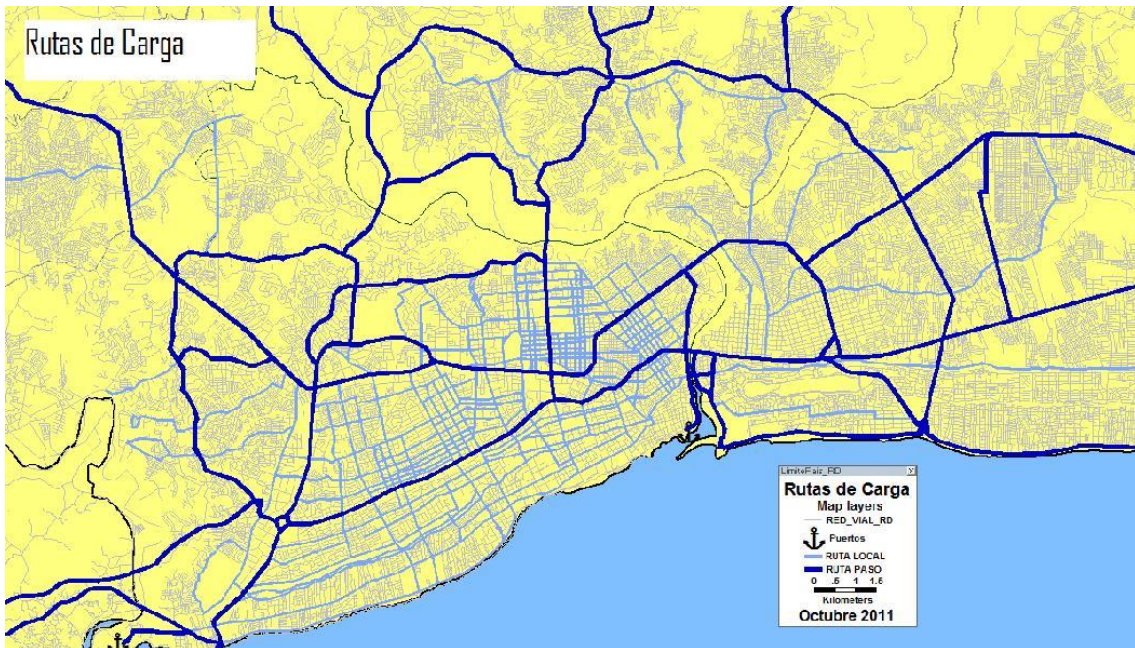 Rutas de Carga
LimitePais_RD
Rutas de Carga
Map layers
RED_VIAL_RD
Puertos
RUTA LOCAL
RUTA PASO
0 .5 1 1.5
Kilometers
Octubre 2011